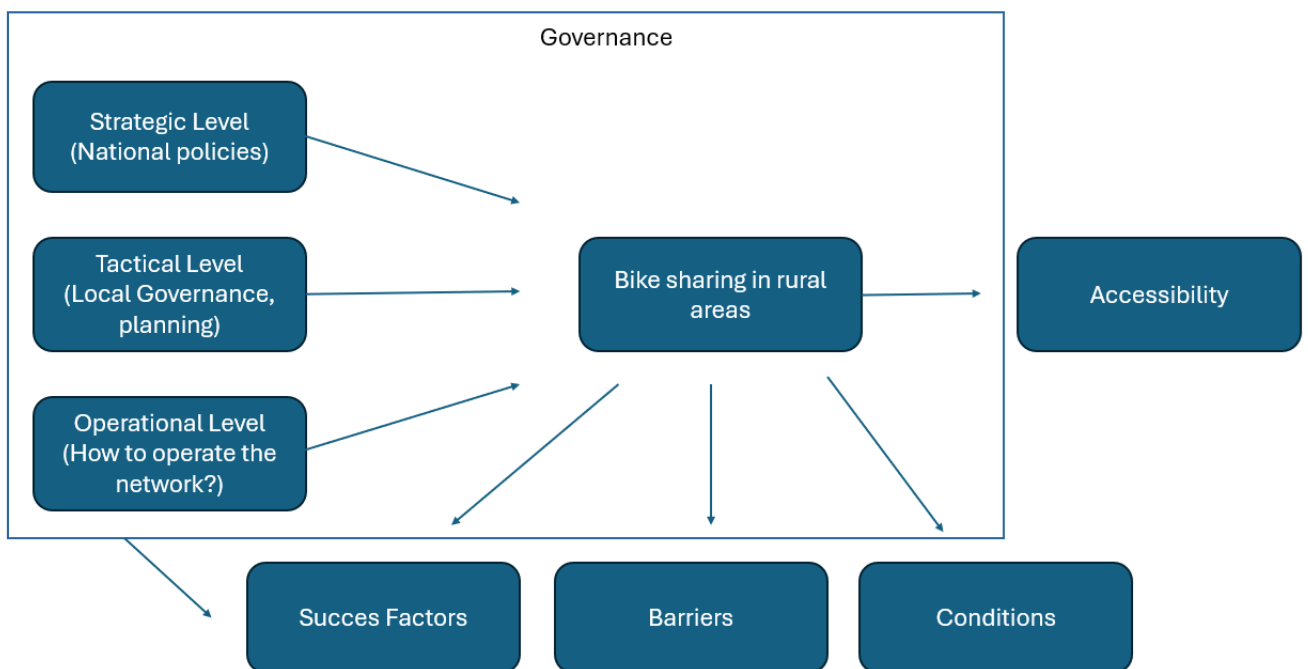 Governance
Strategic Level
(National policies)
Tactical Level
(Local Governance,
planning)
Operational Level
(How to operate the
network?)
Bike sharing in rural
areas
Accessibility
Succes Factors
Barriers
Conditions